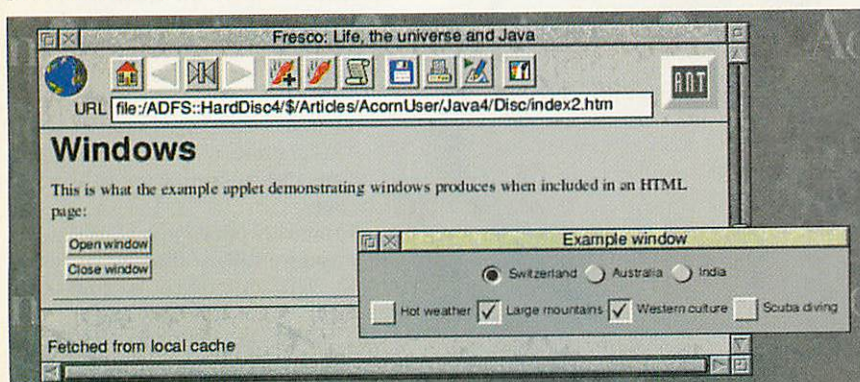 Fresco: Life, the universe and Java
ANT
URL file:/ADFS::HardDisc4/$/Articles/AcornUser/Java4/Disc/index2.htm
Windows
This is what the example applet demonstrating windows produces when included in an HTML
page:
Open window
Close window
Example window
Switzerland Australia India
Hot weather Large mountains Western culture Scuba diving
Fetched from local cache